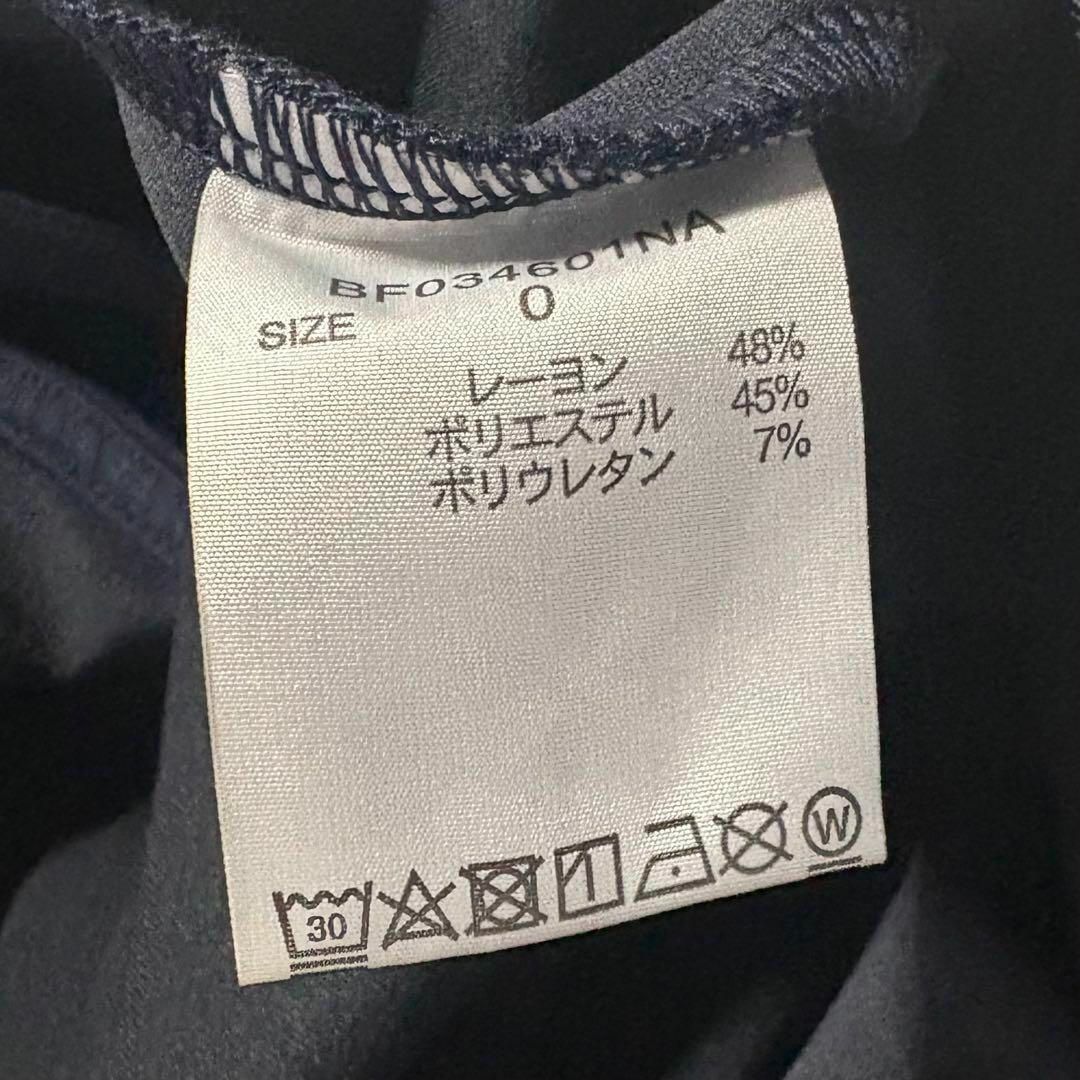 BF034601NA
SIZE 0
レーヨン 48%
ポリエステル 45%
ポリウレタン 7%
30 W